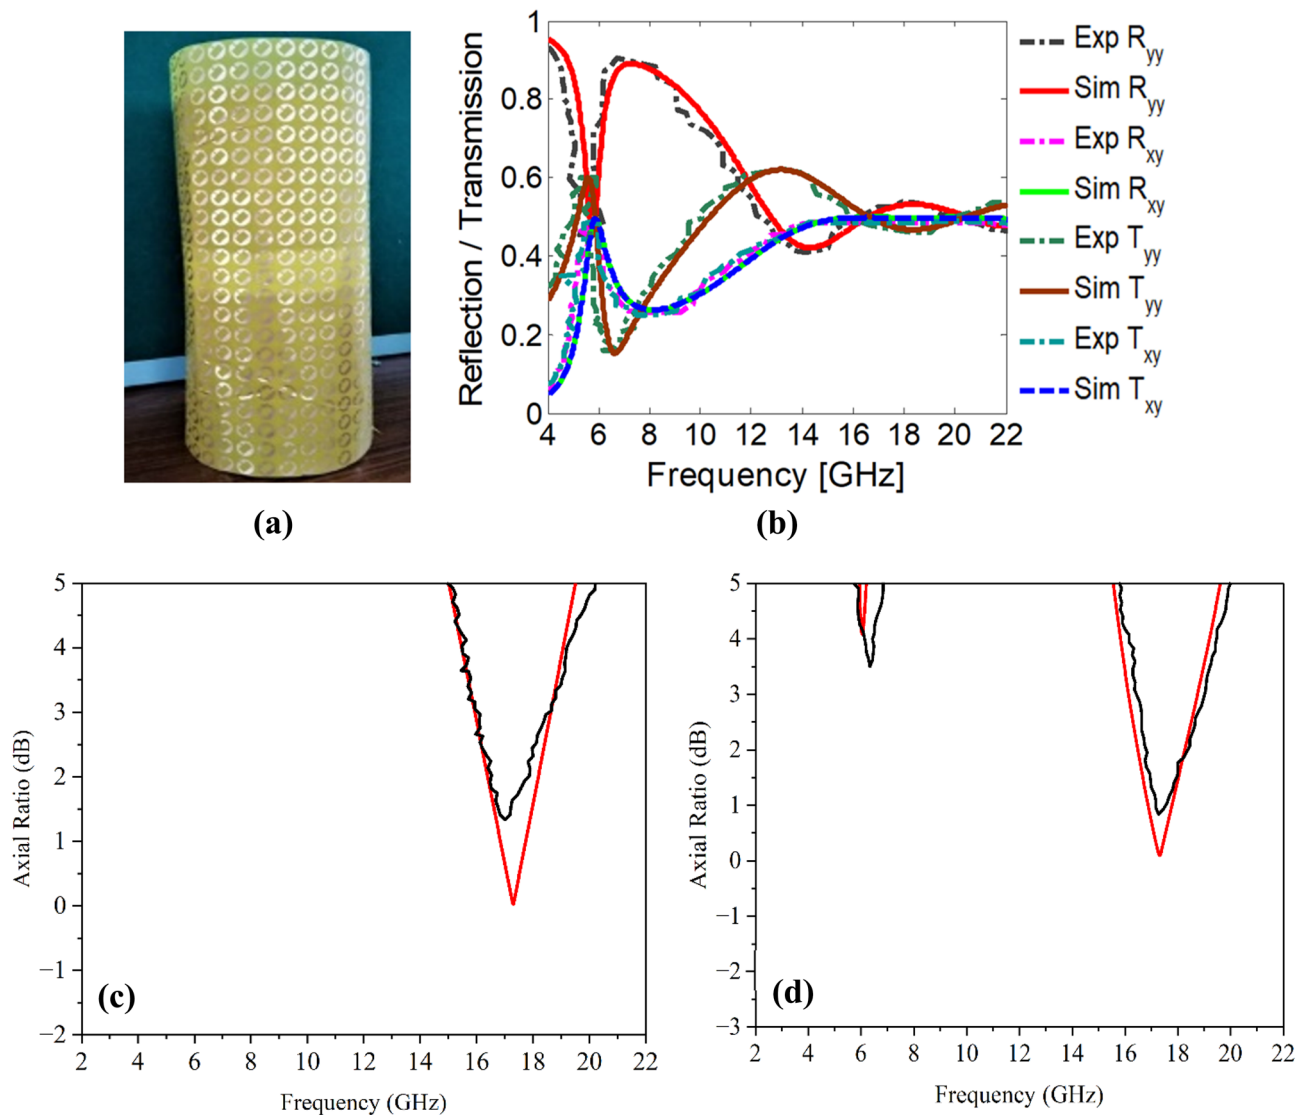 1
0.8
0.6
0.4
0.2
0
Reflection / Transmission
4 6 8 10 12 14 16 18 20 22
Frequency [GHz]
Exp Ryy
Sim Ryy
Exp Rxy
Sim Rxy
Exp Tyy
Sim Tyy
Exp Txy
Sim Txy
(a)
(b)
5
4
3
2
1
0
−1
−2
Axial Ratio (dB)
(c)
2 4 6 8 10 12 14 16 18 20 22
Frequency (GHz)
5
4
3
2
1
0
−1
−2
−3
Axial Ratio (dB)
(d)
2 4 6 8 10 12 14 16 18 20 22
Frequency (GHz)